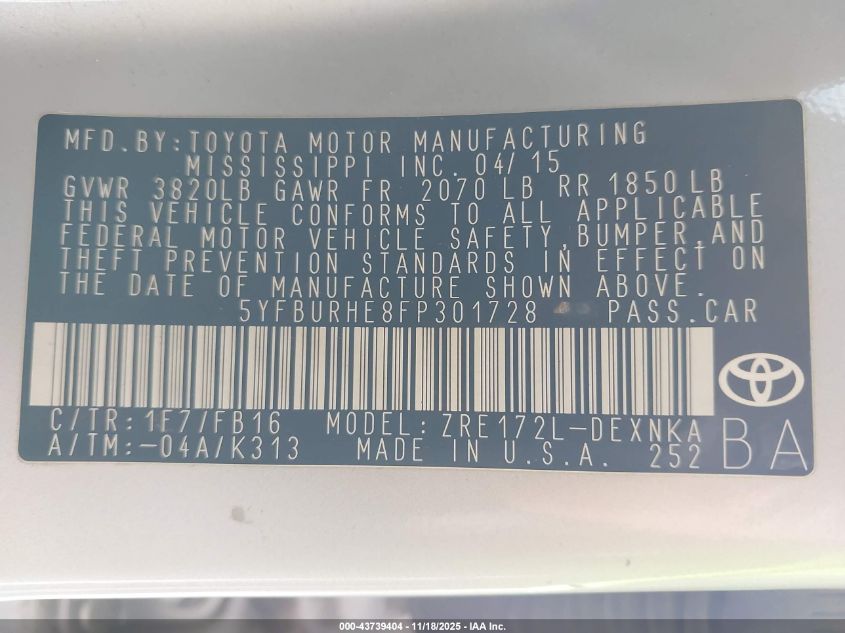 MFD.BY:TOYOTA MOTOR MANUFACTURING
MISSISSIPPI INC. 04/15
GVWR 3820LB GAWR FR 2070LB RR 1850LB
THIS VEHICLE CONFORMS TO ALL APPLICABLE
FEDERAL MOTOR VEHICLE SAFETY,BUMPER,AND
THEFT PREVENTION STANDARDS IN EFFECT ON
THE DATE OF MANUFACTURE SHOWN ABOVE.
5YFBURHE8FP301728 PASS.CAR
C/TR:1F7/FB16 MODEL:ZRE172L-DEXNKA
A/TM:-04A/K313 MADE IN U.S.A. 252 BA
000-43739404 - 11/18/2025 - IAA Inc.